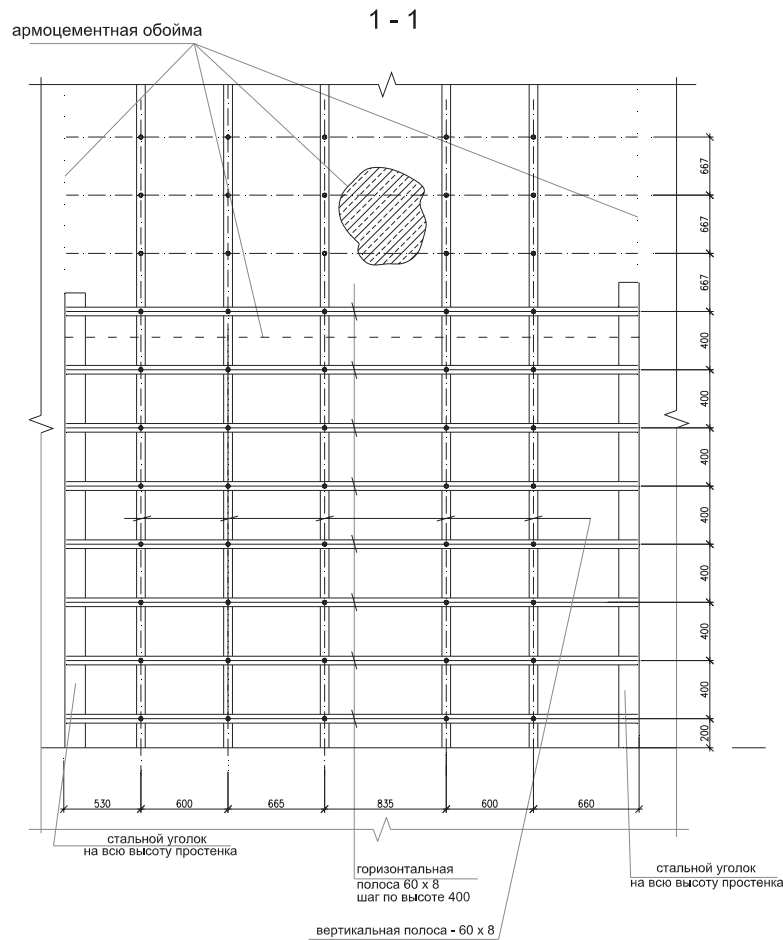 1 - 1
армоцементная обойма
667
667
667
400
400
400
400
400
400
400
200
530
600
665
835
600
660
стальной уголок
на всю высоту простенка
горизонтальная
полоса 60 x 8
шаг по высоте 400
стальной уголок
на всю высоту простенка
вертикальная полоса - 60 x 8